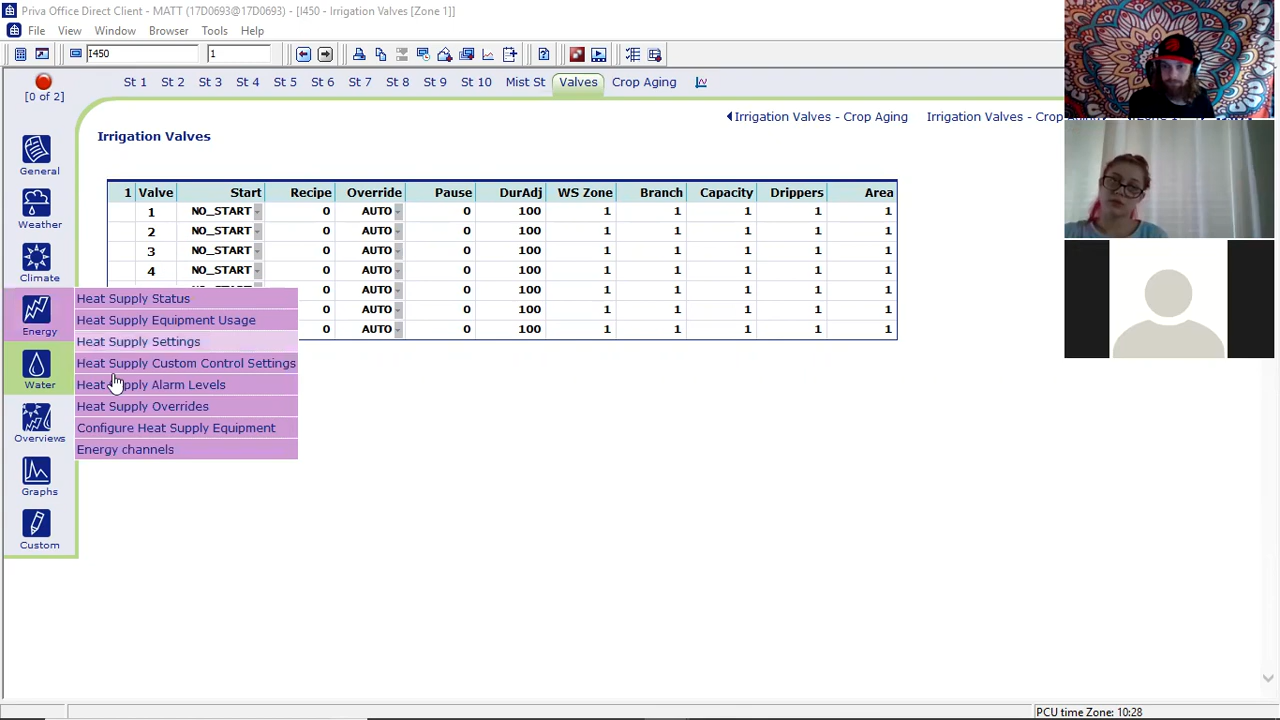 Priva Office Direct Client - MATT (17D0693@17D0693) - [I450 - Irrigation Valves [Zone 1]]
File View Window Browser Tools Help
I450 1
[0 of 2]
St 1 St 2 St 3 St 4 St 5 St 6 St 7 St 8 St 9 St 10 Mist St Valves Crop Aging
Irrigation Valves - Crop Aging Irrigation Valves - Crop
Irrigation Valves
General
Weather
Climate
Energy
Water
Overviews
Graphs
Custom
1 Valve Start Recipe Override Pause DurAdj WS Zone Branch Capacity Drippers Area
1 NO_START 0 AUTO 0 100 1 1 1 1 1
2 NO_START 0 AUTO 0 100 1 1 1 1 1
3 NO_START 0 AUTO 0 100 1 1 1 1 1
4 NO_START 0 AUTO 0 100 1 1 1 1 1
0 AUTO 0 100 1 1 1 1 1
0 AUTO 0 100 1 1 1 1 1
0 AUTO 0 100 1 1 1 1 1
Heat Supply Status
Heat Supply Equipment Usage
Heat Supply Settings
Heat Supply Custom Control Settings
Heat Supply Alarm Levels
Heat Supply Overrides
Configure Heat Supply Equipment
Energy channels
PCU time Zone: 10:28